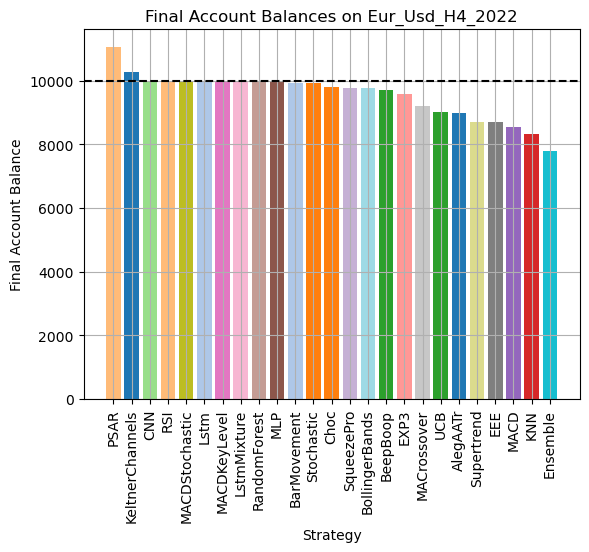 Final Account Balances on Eur_Usd_H4_2022
Final Account Balance
10000
8000
6000
4000
2000
0
PSAR
KeltnerChannels
CNN
RSI
MACDStochastic
Lstm
MACDKeyLevel
LstmMixture
RandomForest
MLP
BarMovement
Stochastic
Choc
SqueezePro
BollingerBands
BeepBoop
EXP3
MACrossover
UCB
AlegAATr
Supertrend
EEE
MACD
KNN
Ensemble
Strategy